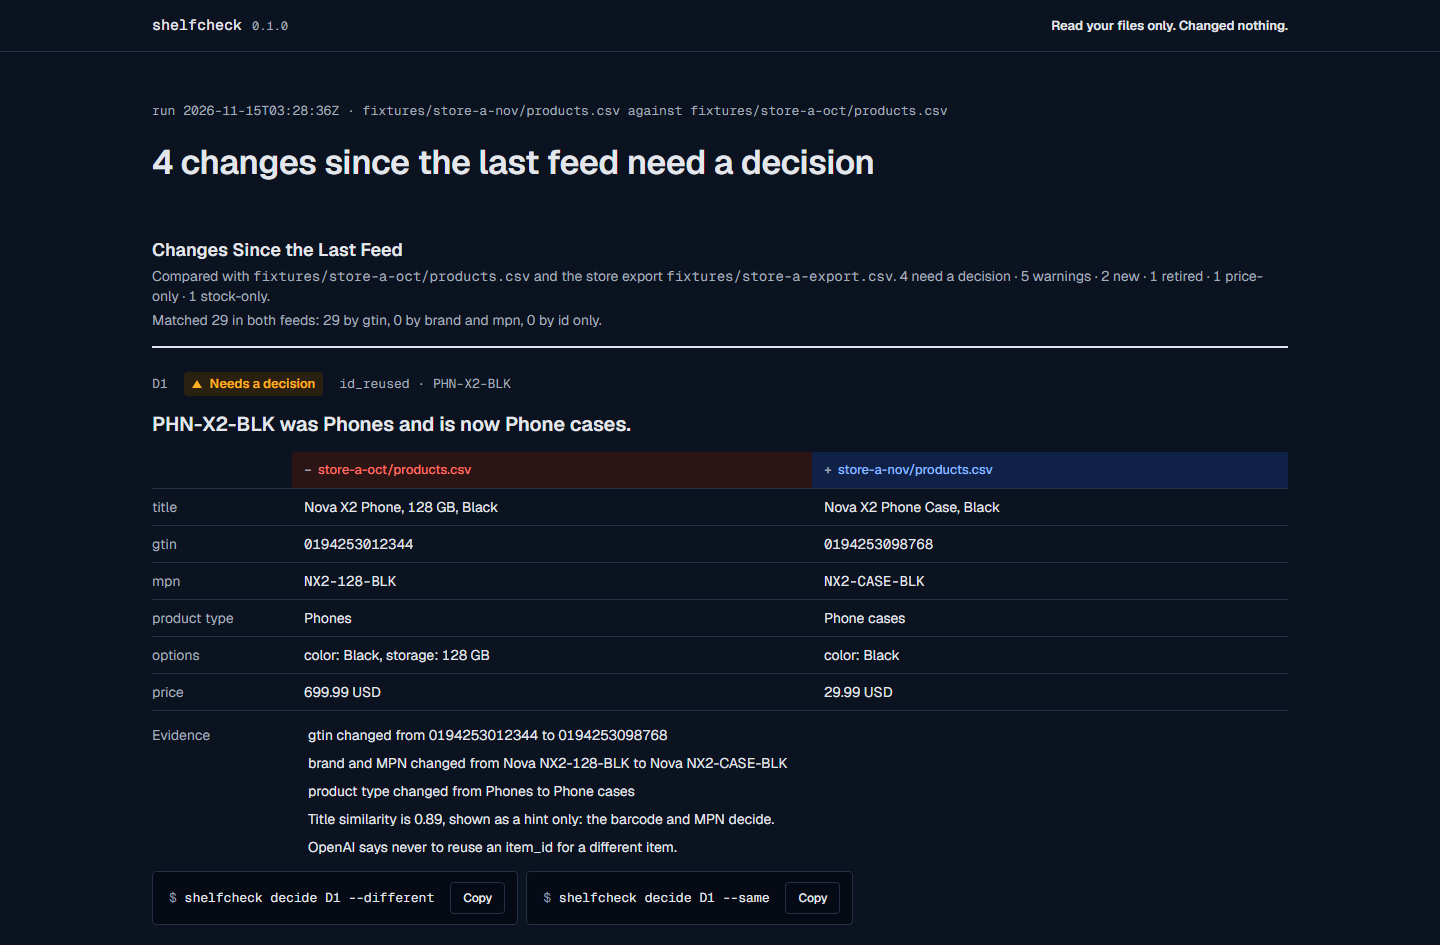 shelfcheck 0.1.0
Read your files only. Changed nothing.
run 2026-11-15T03:28:36Z · fixtures/store-a-nov/products.csv against fixtures/store-a-oct/products.csv
4 changes since the last feed need a decision
Changes Since the Last Feed
Compared with fixtures/store-a-oct/products.csv and the store export fixtures/store-a-export.csv. 4 need a decision · 5 warnings · 2 new · 1 retired · 1 price-
only · 1 stock-only.
Matched 29 in both feeds: 29 by gtin, 0 by brand and mpn, 0 by id only.
D1 ▲ Needs a decision id_reused · PHN-X2-BLK
PHN-X2-BLK was Phones and is now Phone cases.
− store-a-oct/products.csv + store-a-nov/products.csv
title Nova X2 Phone, 128 GB, Black Nova X2 Phone Case, Black
gtin 0194253012344 0194253098768
mpn NX2-128-BLK NX2-CASE-BLK
product type Phones Phone cases
options color: Black, storage: 128 GB color: Black
price 699.99 USD 29.99 USD
Evidence gtin changed from 0194253012344 to 0194253098768
brand and MPN changed from Nova NX2-128-BLK to Nova NX2-CASE-BLK
product type changed from Phones to Phone cases
Title similarity is 0.89, shown as a hint only: the barcode and MPN decide.
OpenAI says never to reuse an item_id for a different item.
$ shelfcheck decide D1 --different Copy $ shelfcheck decide D1 --same Copy